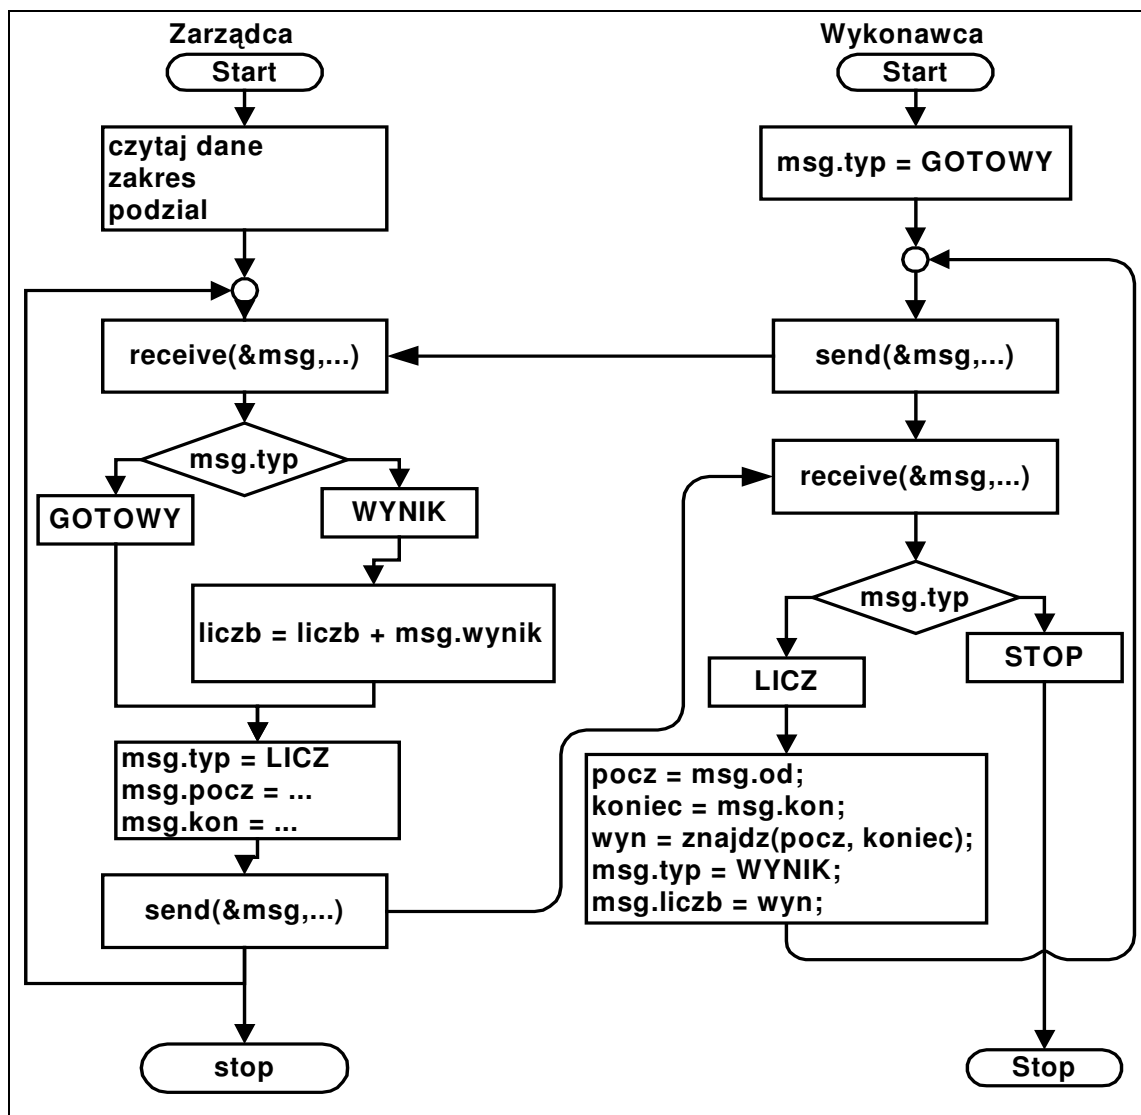 Zarządca
Start
czytaj dane
zakres
podzial
receive(&msg,...)
msg.typ
GOTOWY
WYNIK
liczb = liczb + msg.wynik
msg.typ = LICZ
msg.pocz = ...
msg.kon = ...
send(&msg,...)
stop
Wykonawca
Start
msg.typ = GOTOWY
send(&msg,...)
receive(&msg,...)
msg.typ
LICZ
STOP
pocz = msg.od;
koniec = msg.kon;
wyn = znajdz(pocz, koniec);
msg.typ = WYNIK;
msg.liczb = wyn;
Stop